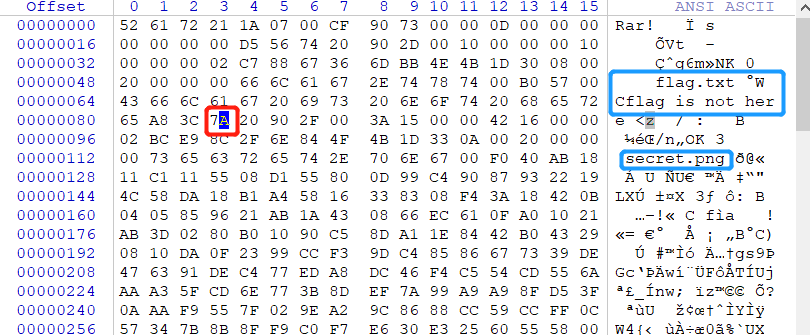 Offset 0 1 2 3 4 5 6 7 8 9 10 11 12 13 14 15 ANSI ASCII
00000000 52 61 72 21 1A 07 00 CF 90 73 00 00 0D 00 00 00 Rar! Ï s
00000016 00 00 00 00 D5 56 74 20 90 2D 00 10 00 00 00 10 ÕVt -
00000032 00 00 00 02 C7 88 67 36 6D BB 4E 4B 1D 30 08 00 Çˆg6m»NK 0
00000048 20 00 00 00 66 6C 61 67 2E 74 78 74 00 B0 57 00 flag.txt °W
00000064 43 66 6C 61 67 20 69 73 20 6E 6F 74 20 68 65 72 Cflag is not her
00000080 65 A8 3C 7A 20 90 2F 00 3A 15 00 00 42 16 00 00 e <z / : B
00000096 02 BC E9 8C 2F 6E 84 4F 4B 1D 33 0A 00 20 00 00 ¼éŒ/n„OK 3
00000112 00 73 65 63 72 65 74 2E 70 6E 67 00 F0 40 AB 18 secret.png ð@«
00000128 11 C1 11 55 08 D1 55 80 0D D9 C4 90 87 93 22 19 Á U ÑU€ ™Ä ‡“"
00000144 4C 58 DA 18 B1 A4 58 16 33 83 08 F4 3A 18 42 0B LXÚ ±¤X 3ƒ ô: B
00000160 04 05 85 96 21 AB 1A 43 08 66 EC 61 0F A0 10 21 …–!« C fìa !
00000176 AB 3D 02 80 B0 10 90 C5 8D A1 1E 84 42 B0 43 29 «= €° Å ¡ „B°C)
00000192 08 10 DA 0F 23 99 CC F3 9D C4 85 86 67 73 39 DE Ú #™Ìó Ä…†gs9Þ
00000208 47 63 91 DE C4 77 ED A8 DC 46 F4 C5 54 CD 55 6A Gc‘ÞÄwí¨ÜFôÅTÍUj
00000224 AA A3 5F CD 6E 77 3B 8D EF 7A 99 A9 A9 8F D5 3F ª£_Ínw; ïz™©© Õ?
00000240 0A AA F9 55 7F 02 9E A2 9C 86 88 CC 59 CC FF 0C ªùU ž¢œ†ˆÌYÌÿ
00000256 57 34 7B 8B 8F F9 C0 F7 E6 30 E3 25 60 55 58 W4{‹ ùÀ÷æ0ã%`UX